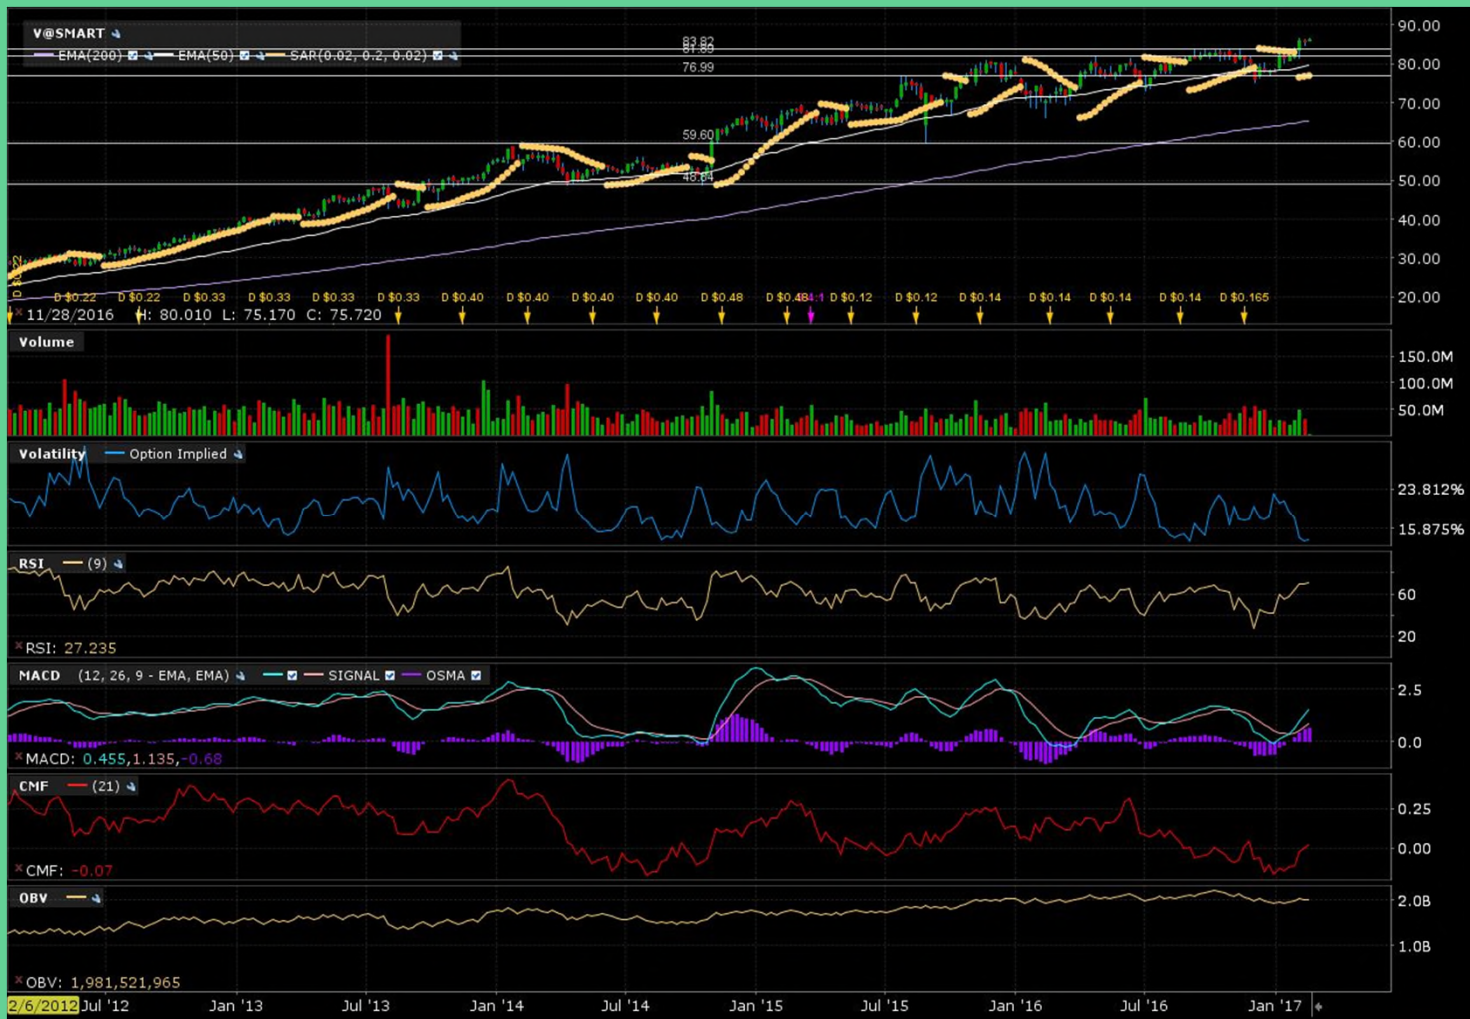 V@SMART
EMA(200) EMA(50) SAR(0.02, 0.2, 0.02)
90.00
83.82
80.00
76.99
70.00
59.60
60.00
48.84
50.00
40.00
30.00
20.00
D $0.22 D $0.22 D $0.33 D $0.33 D $0.33 D $0.33 D $0.40 D $0.40 D $0.40 D $0.40 D $0.48 D $0.48 D $0.12 D $0.12 D $0.14 D $0.14 D $0.14 D $0.14 D $0.165
11/28/2016 H: 80.010 L: 75.170 C: 75.720
Volume
150.0M
100.0M
50.0M
Volatility Option Implied
23.812%
15.875%
RSI (9)
60
20
RSI: 27.235
MACD (12, 26, 9 - EMA, EMA) SIGNAL OSMA
2.5
0.0
MACD: 0.455,1.135,-0.68
CMF (21)
0.25
0.00
CMF: -0.07
OBV
2.0B
1.0B
OBV: 1,981,521,965
2/6/2012 Jul '12 Jan '13 Jul '13 Jan '14 Jul '14 Jan '15 Jul '15 Jan '16 Jul '16 Jan '17